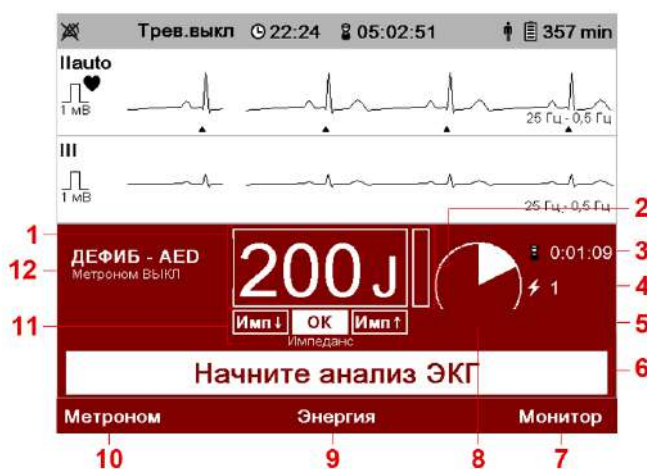 Трев.выкл 22:24 05:02:51 357 min
IIauto
1 мВ
25 Гц - 0,5 Гц
III
1 мВ
25 Гц - 0,5 Гц
2
1
ДЕФИБ - AED
200 J
0:01:09
3
12
Метроном ВЫКЛ
1
4
11
Имп↓ OK Имп↑
5
Импеданс
Начните анализ ЭКГ
6
Метроном Энергия Монитор
10 9 8 7